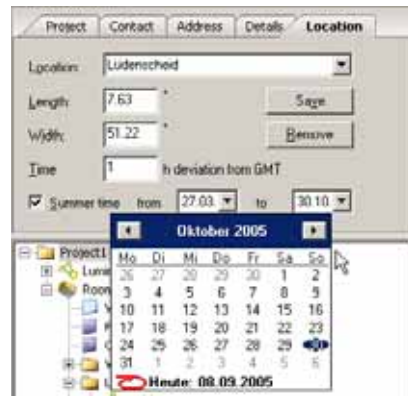 Project Contact Address Details Location
Location: Ludenscheid
Length: 7.63 °
Save
Width: 51.22 °
Remove
Time 1 h deviation from GMT
Summer time from 27.03. to 30.10
Oktober 2005
Project1
Mo Di Mi Do Fr Sa So
Lumi
26 27 28 29 30 1 2
Roon
3 4 5 6 7 8 9
10 11 12 13 14 15 16
17 18 19 20 21 22 23
24 25 26 27 28 29 30
31 1 2 3 4 5 6
Heute: 08.09.2005